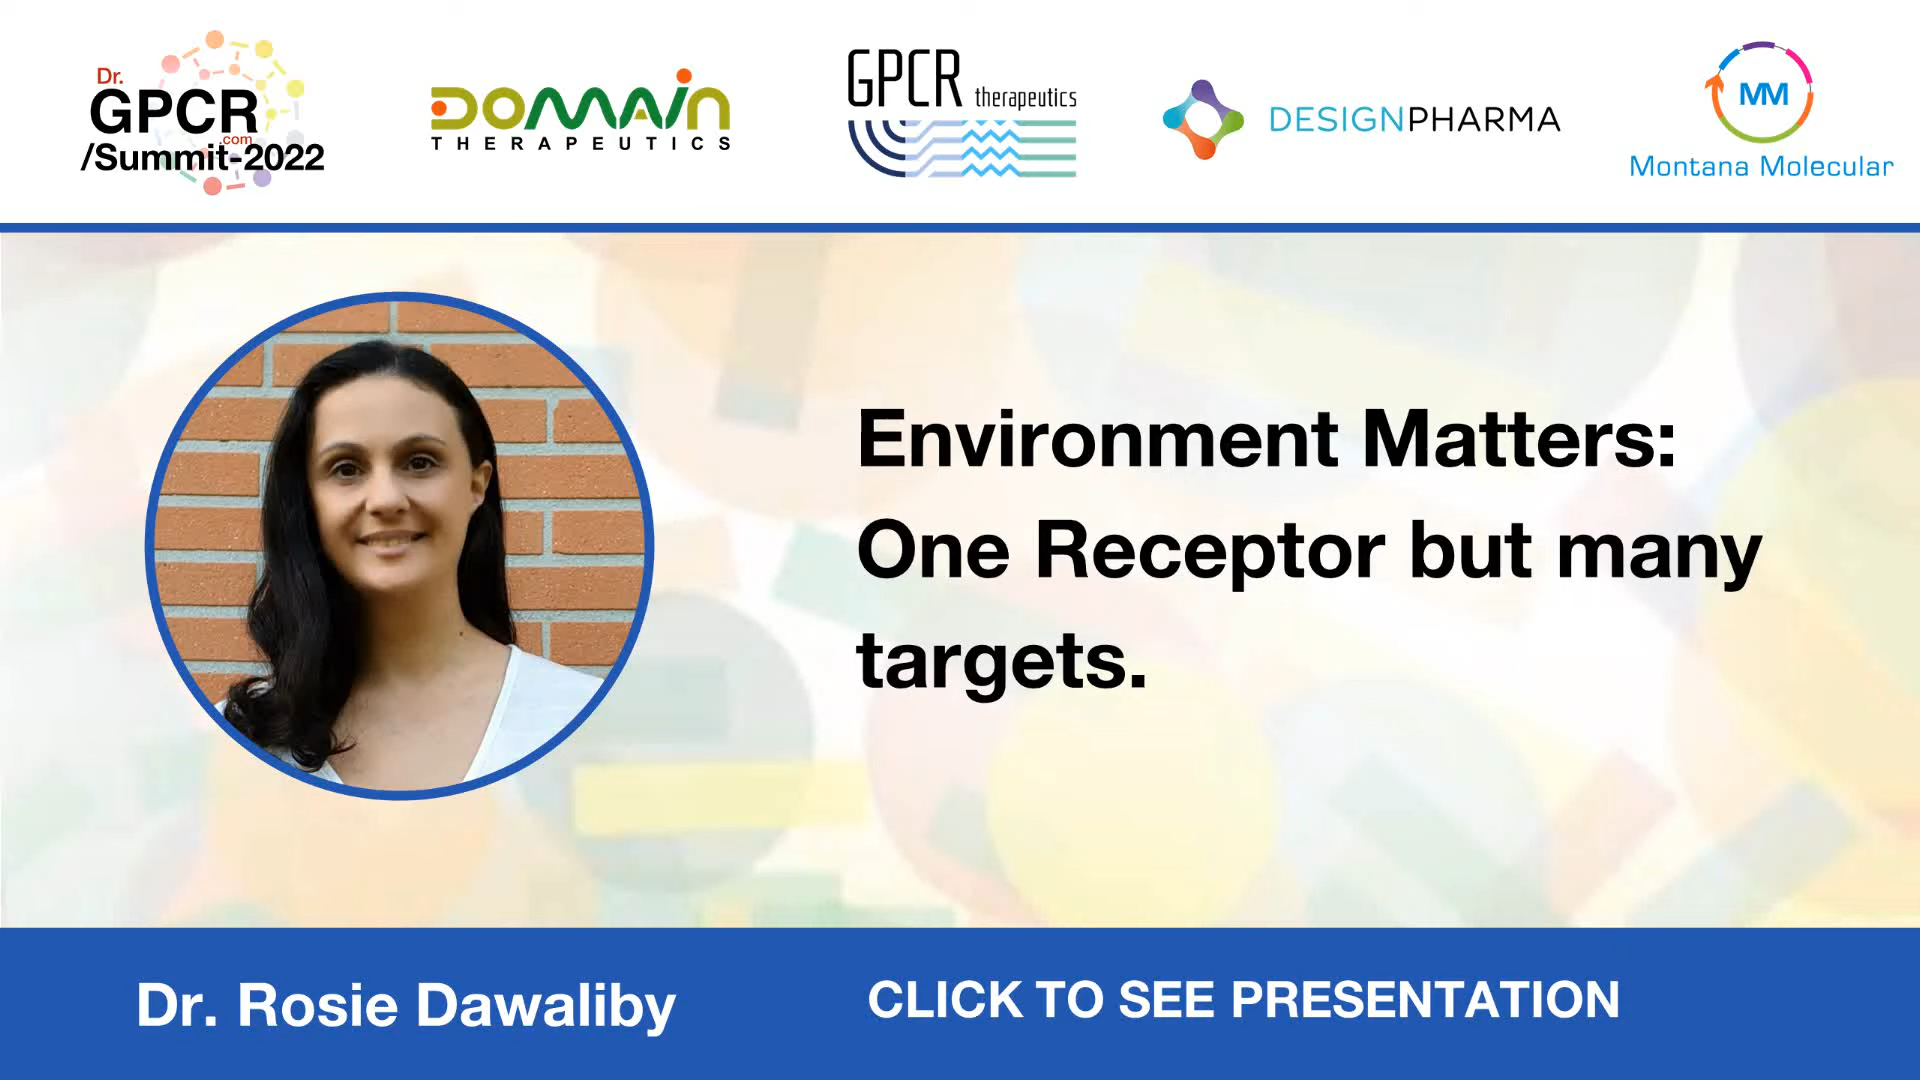 Dr.
GPCR
.com
/Summit-2022
DOMAIN
THERAPEUTICS
GPCR therapeutics
DESIGNPHARMA
MM
Montana Molecular
Environment Matters:
One Receptor but many
targets.
Dr. Rosie Dawaliby
CLICK TO SEE PRESENTATION